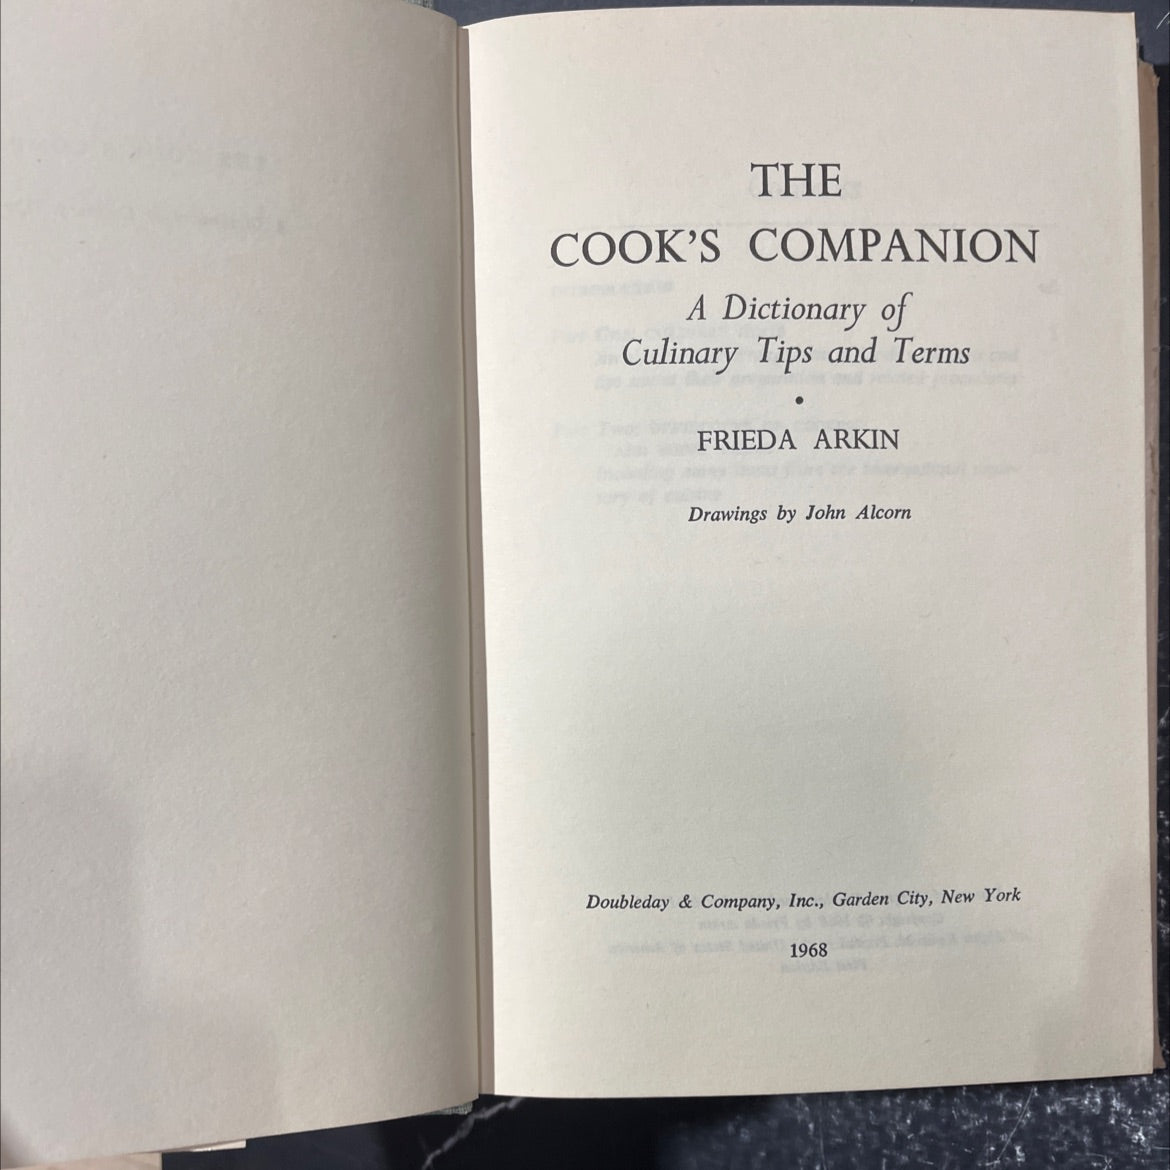 THE
COOK'S COMPANION
A Dictionary of
Culinary Tips and Terms
•
FRIEDA ARKIN
Drawings by John Alcorn
Doubleday & Company, Inc., Garden City, New York
1968